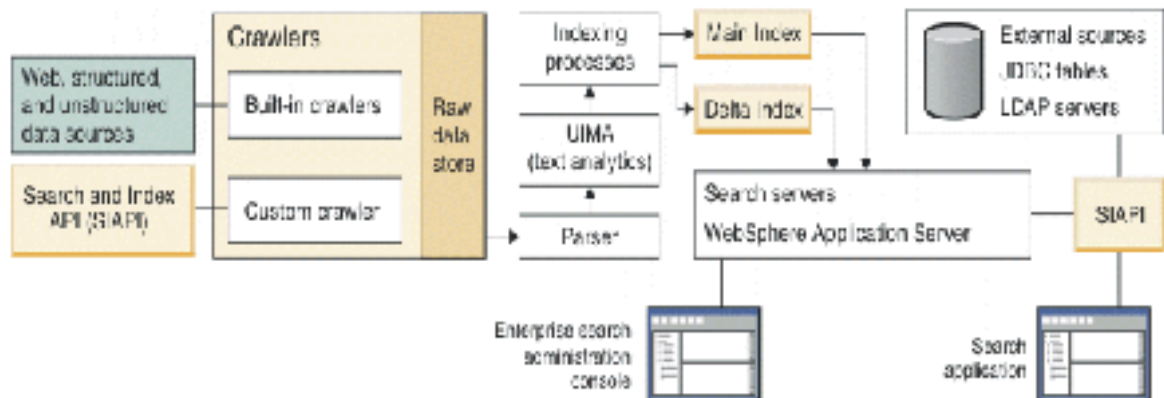 Crawlers
Web, structured,
and unstructured
data sources
Built-in crawlers
Search and Index
API (SIAPI)
Custom crawler
Raw
data
store
Indexing
processes
UIMA
(text analytics)
Parser
Main Index
Delta Index
External sources
JDBC tables
LDAP servers
Search servers
WebSphere Application Server
SIAPI
Enterprise search
administration
console
Search
application